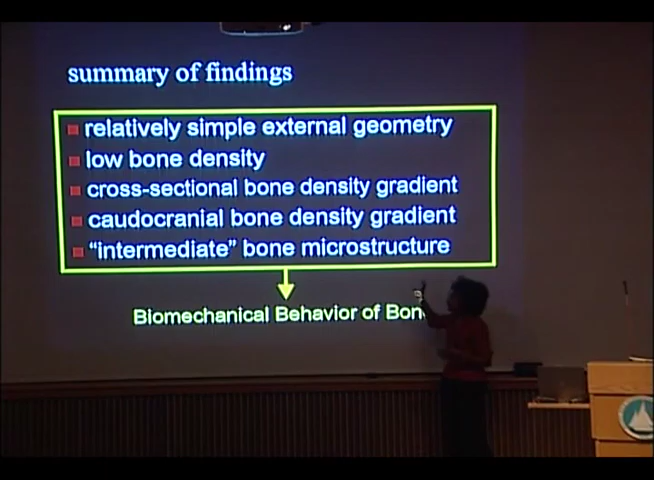 summary of findings
relatively simple external geometry
low bone density
cross-sectional bone density gradient
caudocranial bone density gradient
“intermediate” bone microstructure
Biomechanical Behavior of Bon